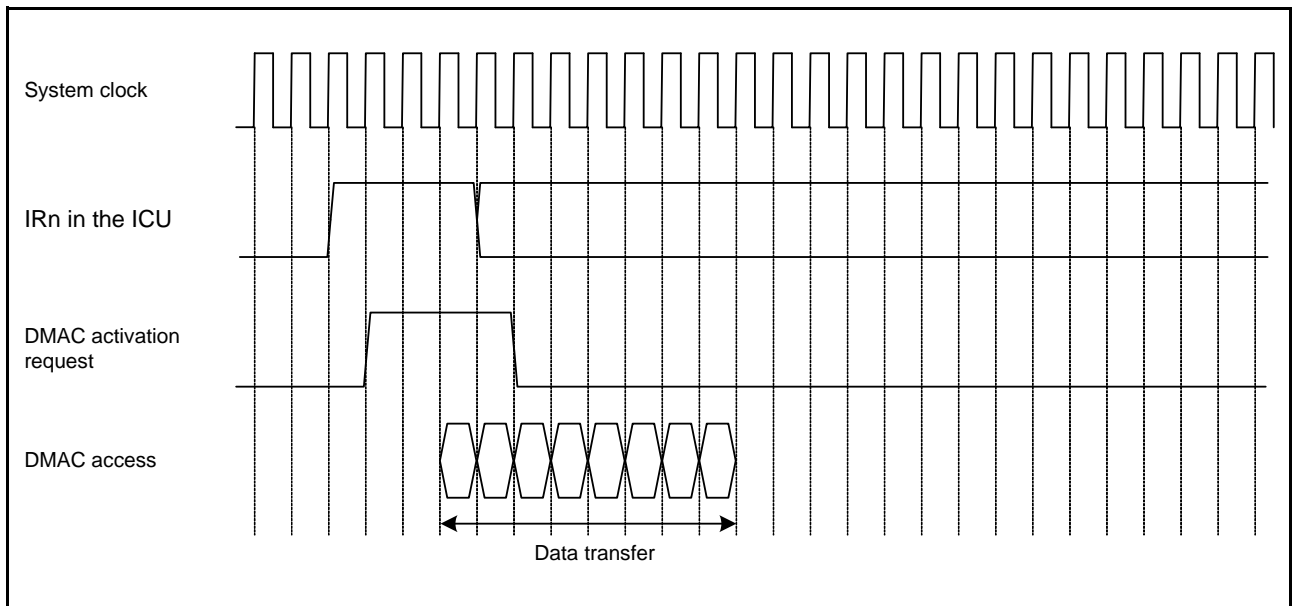 System clock
IRn in the ICU
DMAC activation
request
DMAC access
Data transfer